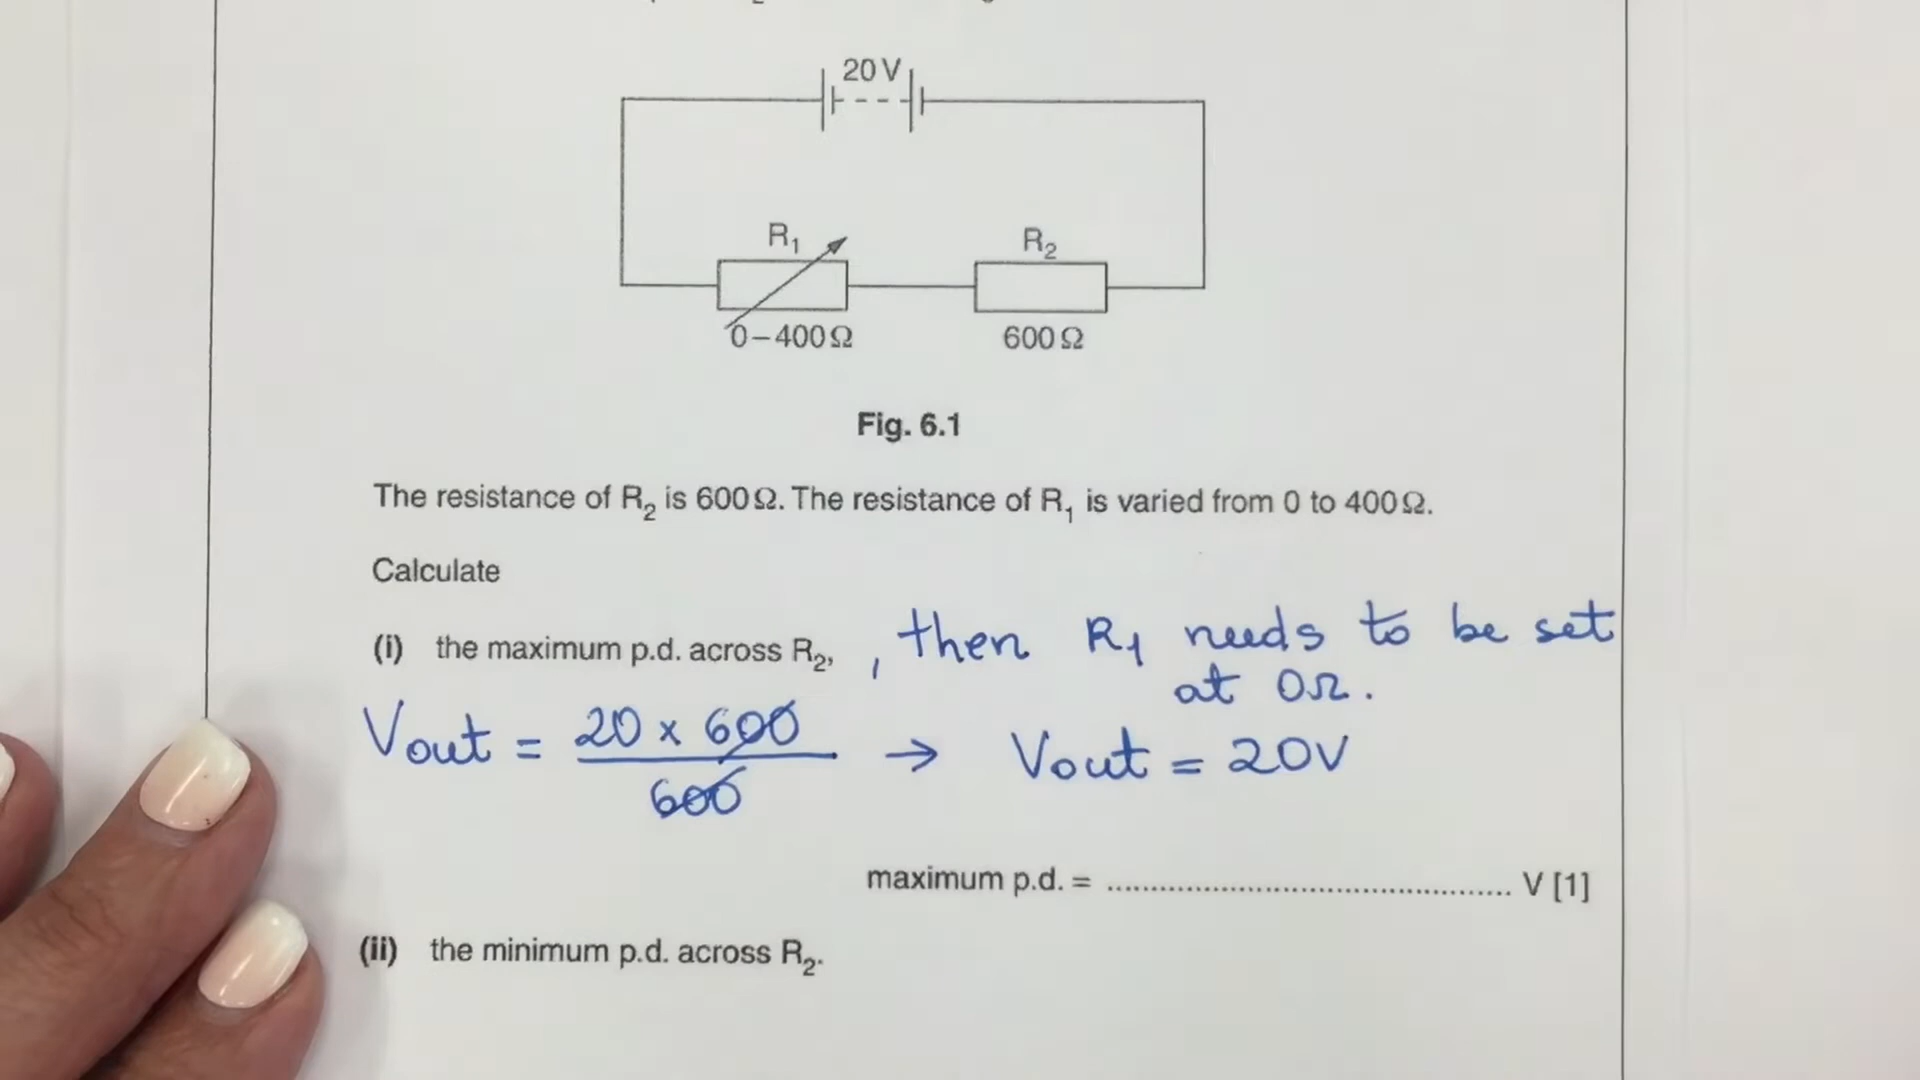 20 V
R1
R2
0–400 Ω
600 Ω
Fig. 6.1
The resistance of R2 is 600 Ω. The resistance of R1 is varied from 0 to 400 Ω.
Calculate
(i) the maximum p.d. across R2, , then R1 needs to be set
at 0Ω.
Vout = 20 x 600 / 600 → Vout = 20V
maximum p.d. = .................................................. V [1]
(ii) the minimum p.d. across R2.